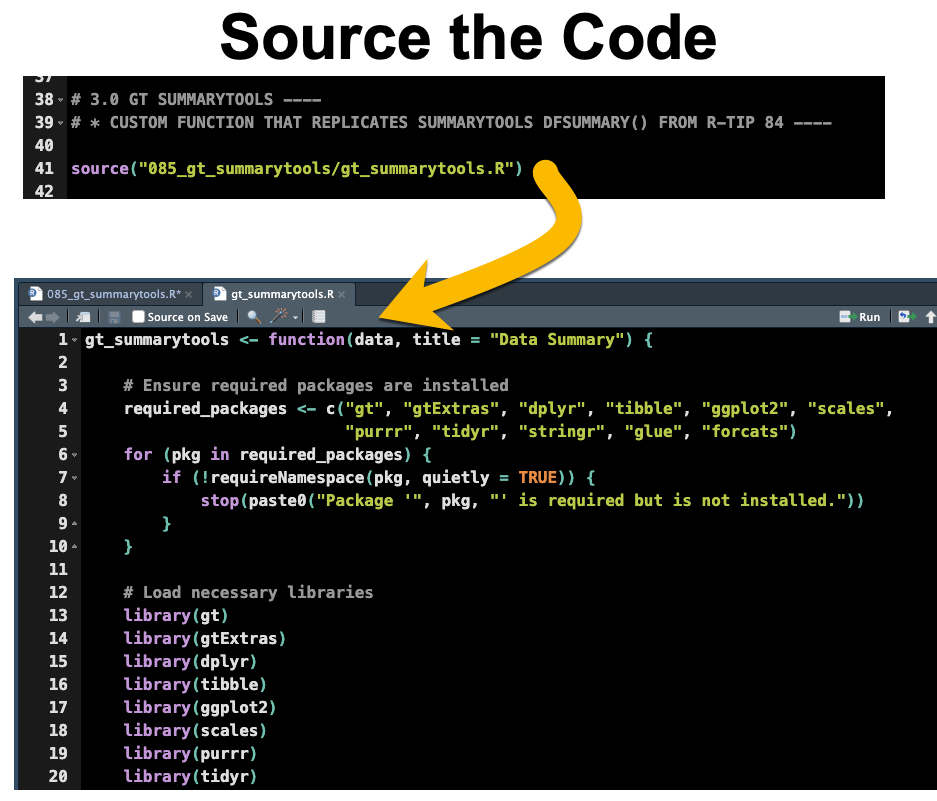 Source the Code
37
38 # 3.0 GT SUMMARYTOOLS ----
39 # * CUSTOM FUNCTION THAT REPLICATES SUMMARYTOOLS DFSUMMARY() FROM R-TIP 84 ----
40
41 source("085_gt_summarytools/gt_summarytools.R")
42
085_gt_summarytools.R* × gt_summarytools.R ×
Source on Save Run
1 gt_summarytools <- function(data, title = "Data Summary") {
2
3 # Ensure required packages are installed
4 required_packages <- c("gt", "gtExtras", "dplyr", "tibble", "ggplot2", "scales",
5 "purrr", "tidyr", "stringr", "glue", "forcats")
6 for (pkg in required_packages) {
7 if (!requireNamespace(pkg, quietly = TRUE)) {
8 stop(paste0("Package '", pkg, "' is required but is not installed."))
9 }
10 }
11
12 # Load necessary libraries
13 library(gt)
14 library(gtExtras)
15 library(dplyr)
16 library(tibble)
17 library(ggplot2)
18 library(scales)
19 library(purrr)
20 library(tidyr)